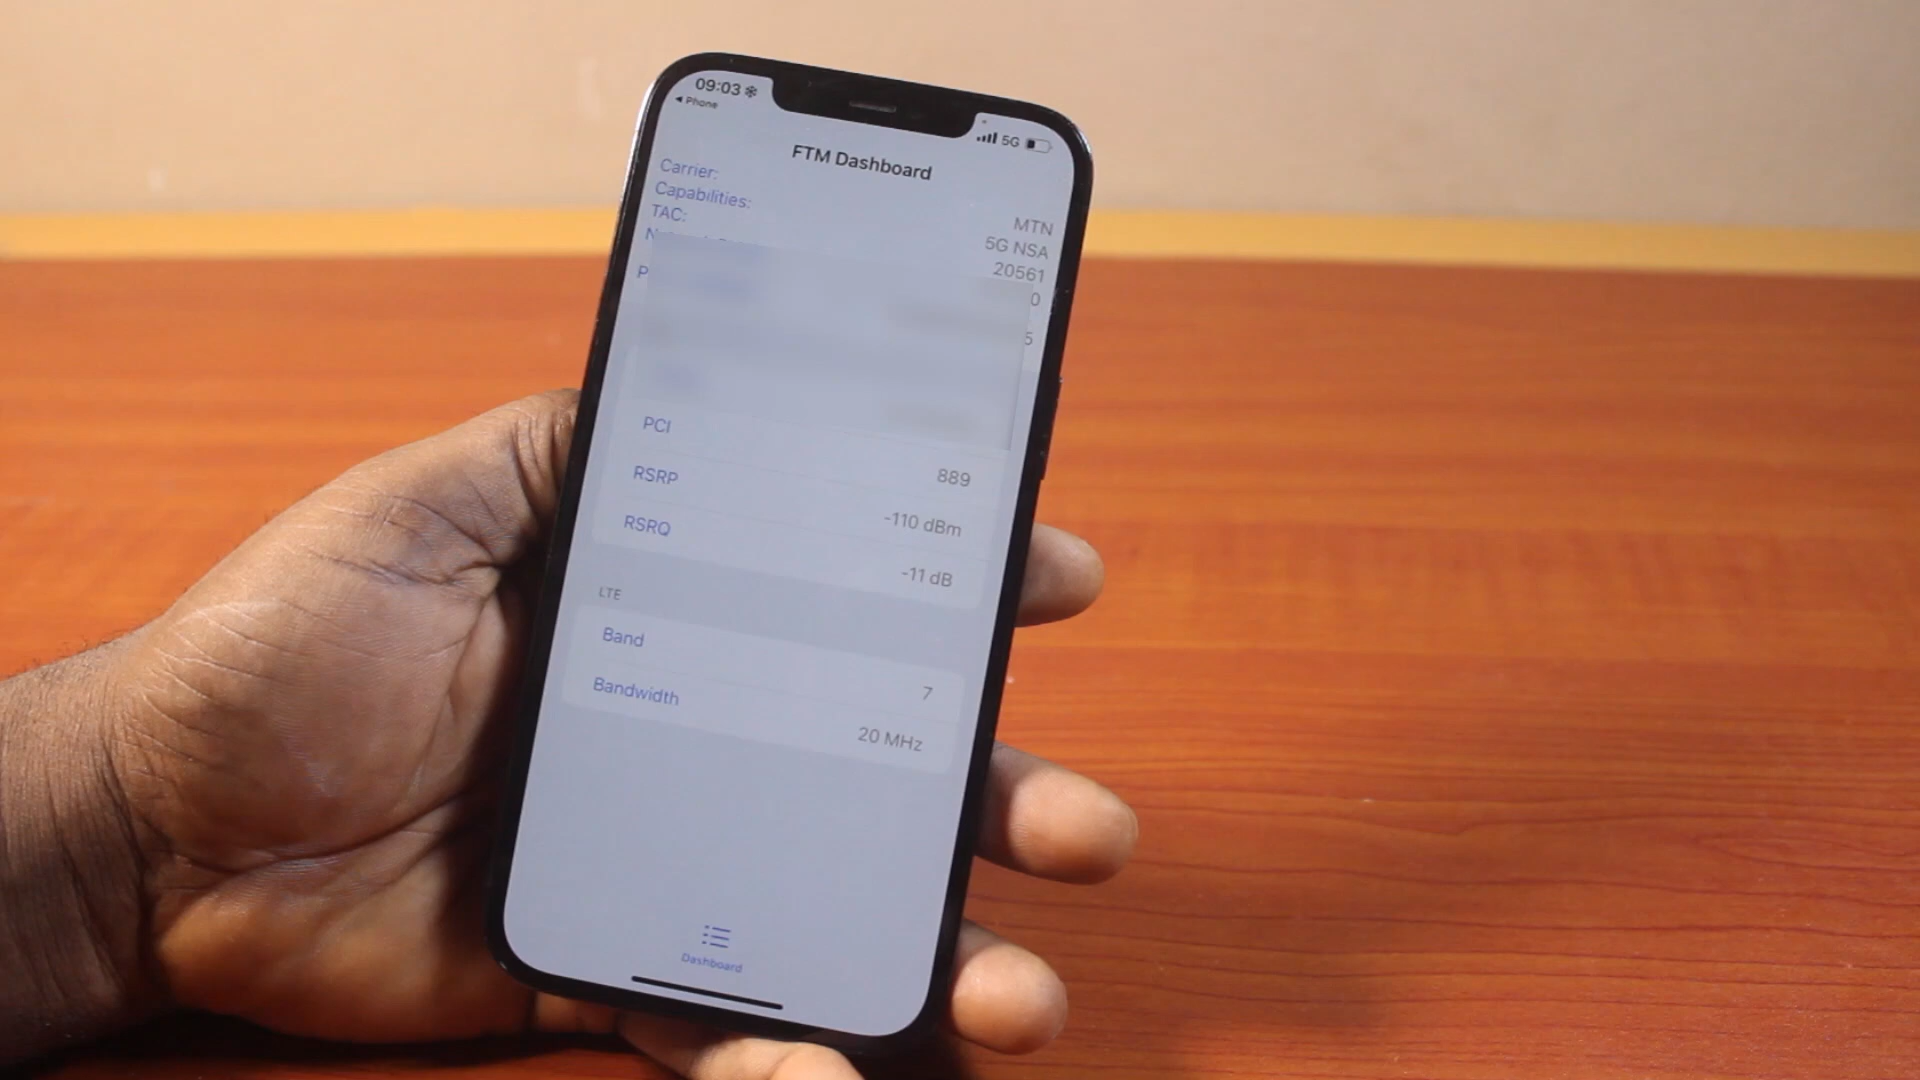 09:03
Phone
5G
FTM Dashboard
Carrier:
MTN
Capabilities:
5G NSA
TAC:
20561
PCI
889
RSRP
-110 dBm
RSRQ
-11 dB
LTE
Band
7
Bandwidth
20 MHz
Dashboard